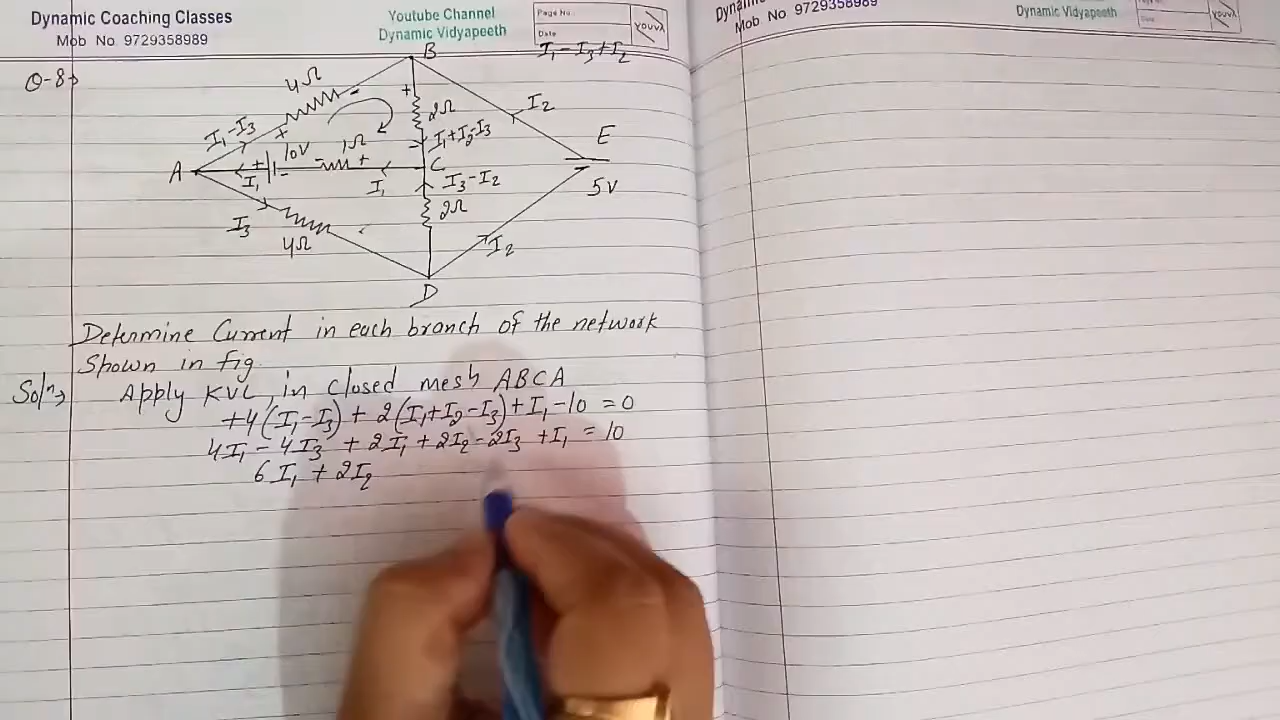 Dynamic Coaching Classes
Mob No 9729358989
Youtube Channel
Dynamic Vidyapeeth
Page No.
Date
YOUVA
Mob No 9729358989
Dynamic Vidyapeeth
YOUVA
Q-8→
B
I₁-I₃+I₂
4Ω
+ -
+
2Ω
I₂
I₁-I₃
10V
1Ω
I₁+I₂-I₃
E
A
+ -
- +
C
I₁
I₁
I₃-I₂
5V
I₃
2Ω
4Ω
I₂
D
Determine Current in each branch of the network
Shown in fig.
Solⁿ→ Apply KVL, in closed mesh ABCA
+4(I₁-I₃) + 2(I₁+I₂-I₃)+I₁-10 = 0
4I₁ - 4I₃ + 2I₁ + 2I₂ - 2I₃ + I₁ = 10
6I₁ + 2I₂